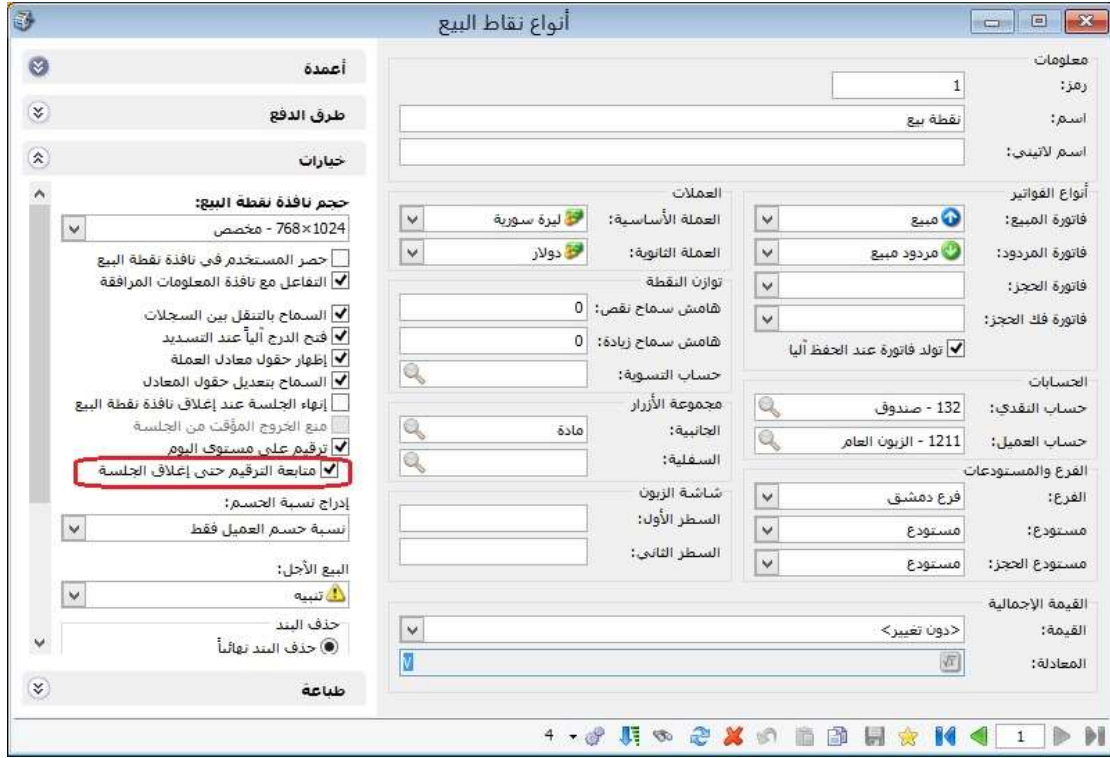 أنواع نقاط البيع
معلومات
رمز: 1
اسم: نقطة بيع
اسم لاتيني:
أنواع الفواتير
فاتورة المبيع: مبيع
فاتورة المردود: مردود مبيع
فاتورة الحجز:
فاتورة فك الحجز:
تولد فاتورة عند الحفظ آليا
الحسابات
حساب النقدي: 132 - صندوق
حساب العميل: 1211 - الزبون العام
الفرع والمستودعات
الفرع: فرع دمشق
مستودع: مستودع
مستودع الحجز: مستودع
العملات
العملة الأساسية: ليرة سورية
العملة الثانوية: دولار
توازن النقطة
هامش سماح نقص: 0
هامش سماح زيادة: 0
حساب التسوية:
مجموعة الأزرار
الجانبية: مادة
السفلية:
شاشة الزبون
السطر الأول:
السطر الثاني:
القيمة الإجمالية
القيمة: <دون تغيير>
المعادلة: V
أعمدة
طرق الدفع
خيارات
حجم نافذة نقطة البيع:
768×1024 - مخصص
حصر المستخدم في نافذة نقطة البيع
التفاعل مع نافذة المعلومات المرافقة
السماح بالتنقل بين السجلات
فتح الدرج آلياً عند التسديد
إظهار حقول معادل العملة
السماح بتعديل حقول المعادل
إنهاء الجلسة عند إغلاق نافذة نقطة البيع
منع الخروج المؤقت من الجلسة
ترقيم على مستوى اليوم
متابعة الترقيم حتى إغلاق الجلسة
إدراج نسبة الحسم:
نسبة حسم العميل فقط
البيع الآجل:
تنبيه
حذف البند
حذف البند نهائياً
طباعة
1
4